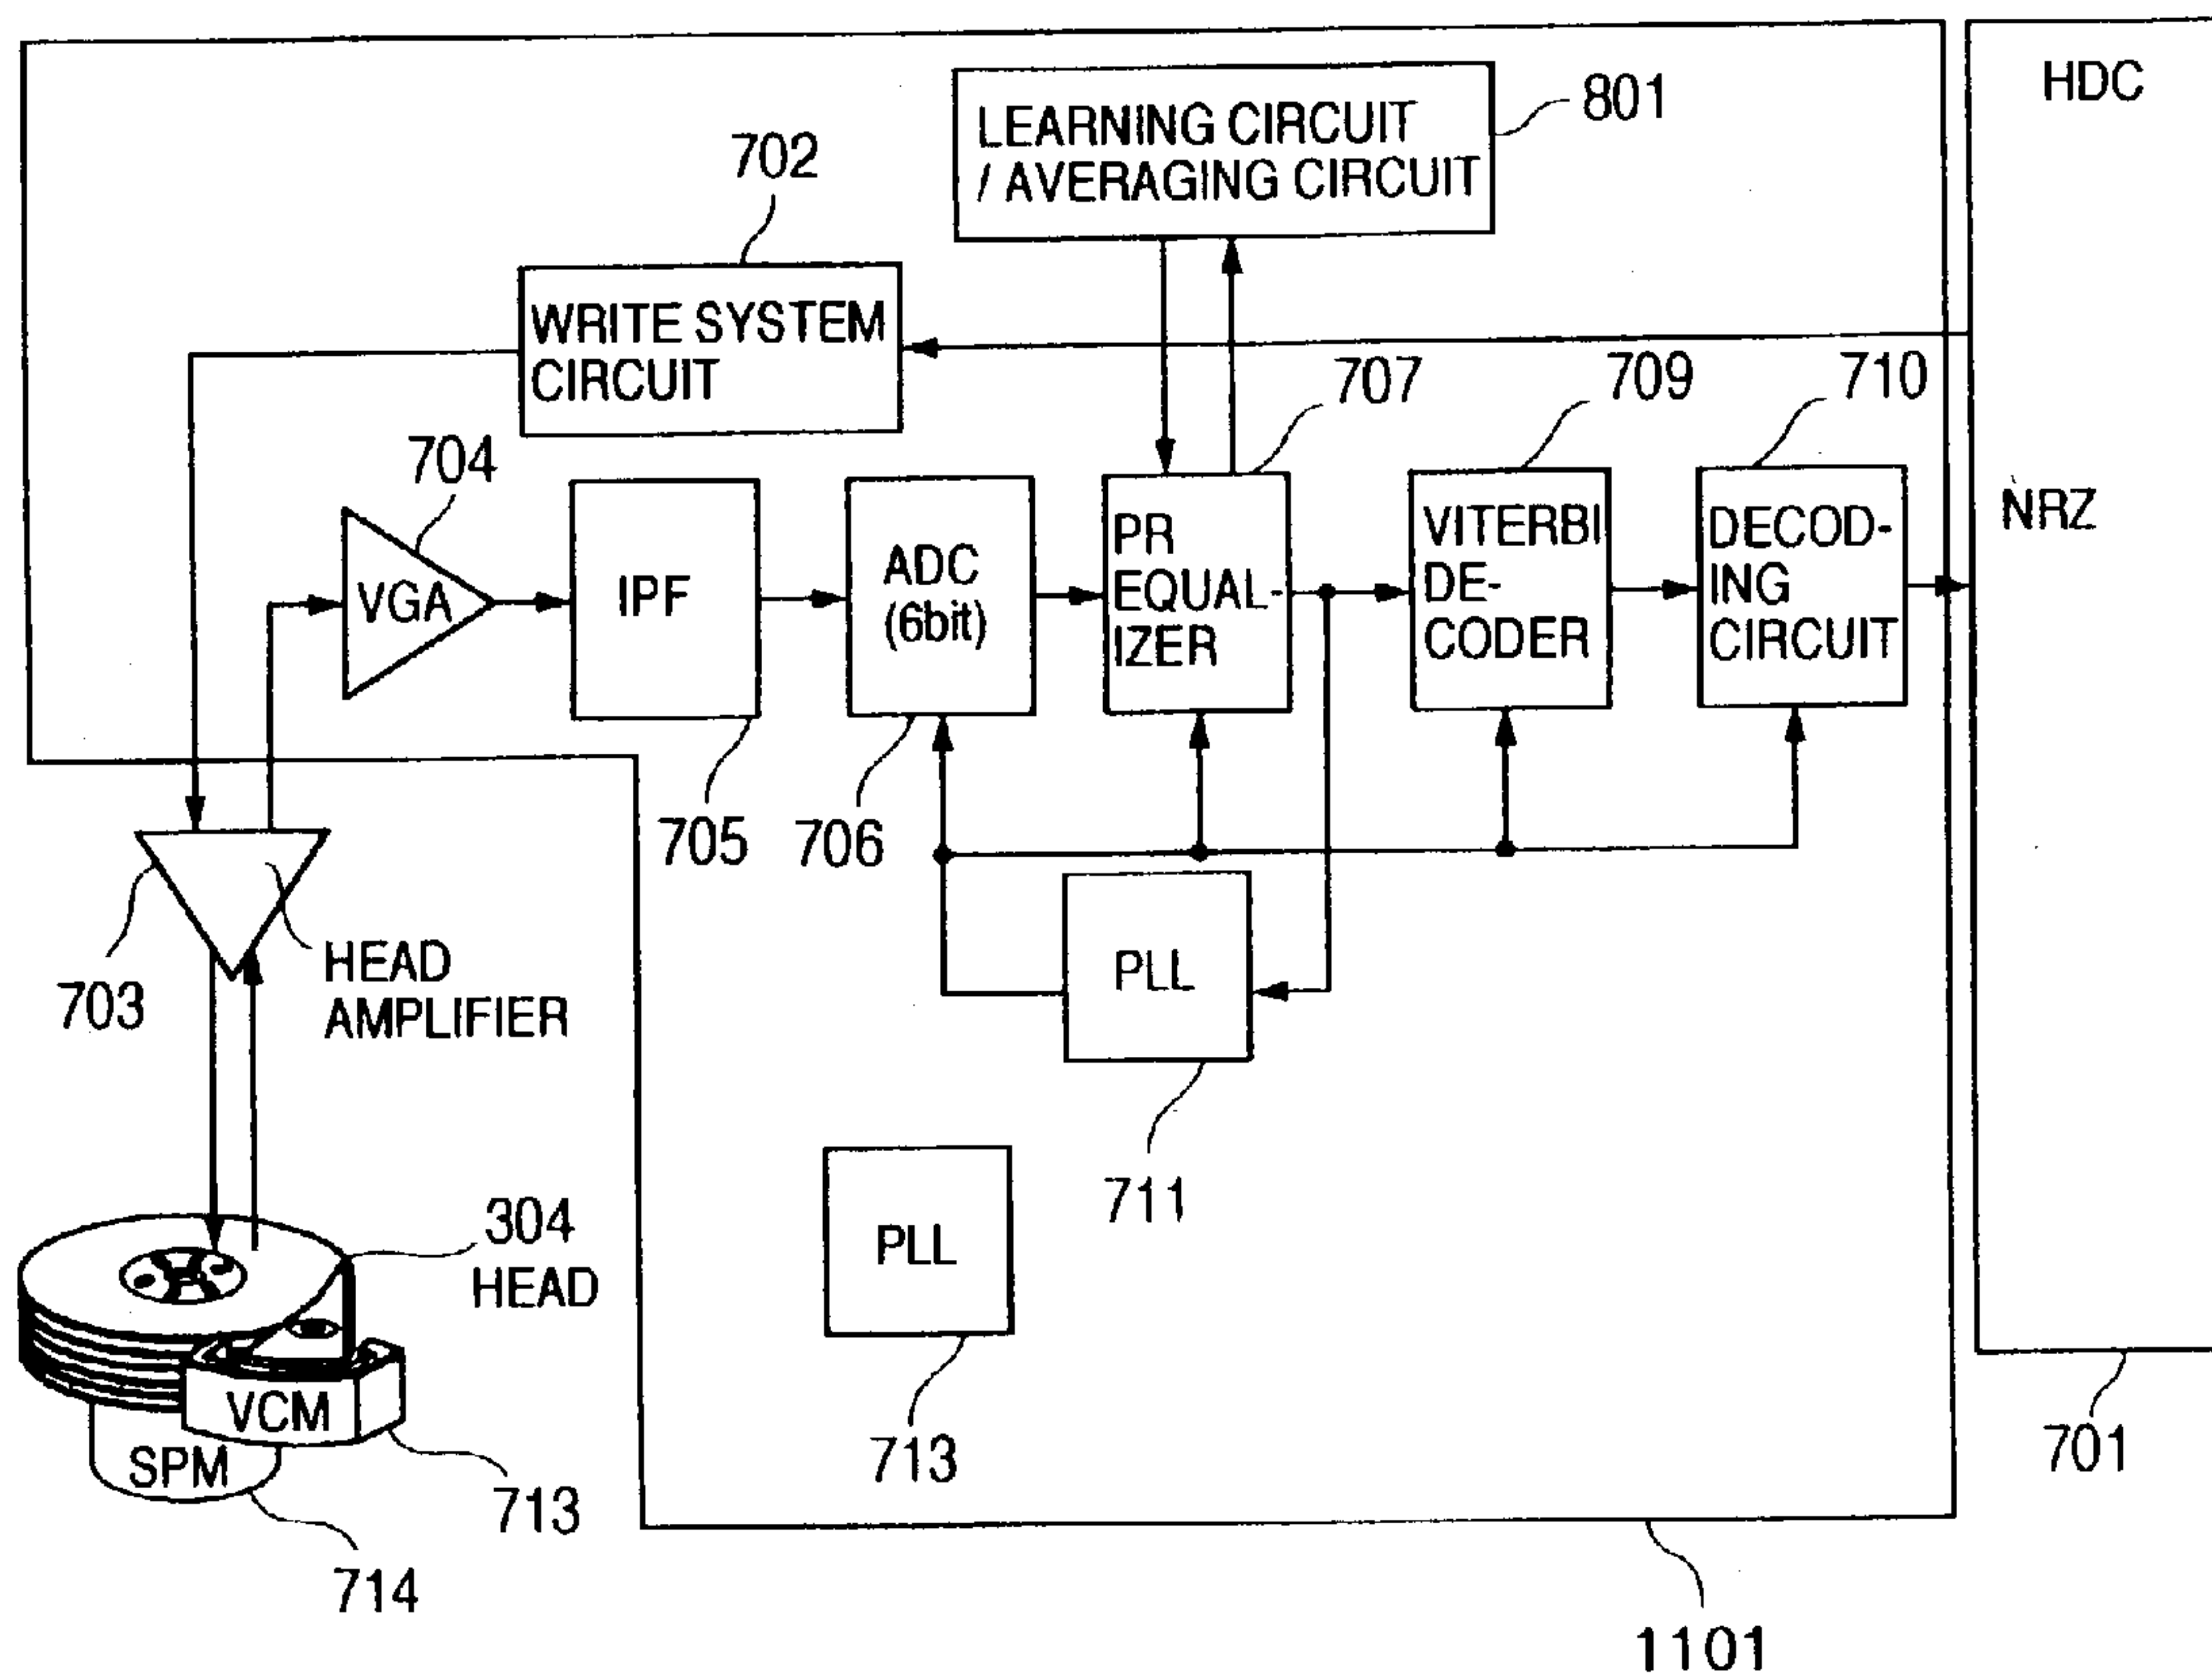 HDC
LEARNING CIRCUIT
/ AVERAGING CIRCUIT
801
702
WRITE SYSTEM
CIRCUIT
707
709
710
704
VGA
IPF
ADC
(6bit)
PR
EQUAL-
IZER
VITERBI
DE-
CODER
DECOD-
ING
CIRCUIT
NRZ
705
706
703
HEAD
AMPLIFIER
PLL
711
304
HEAD
PLL
713
VCM
SPM
713
714
701
1101